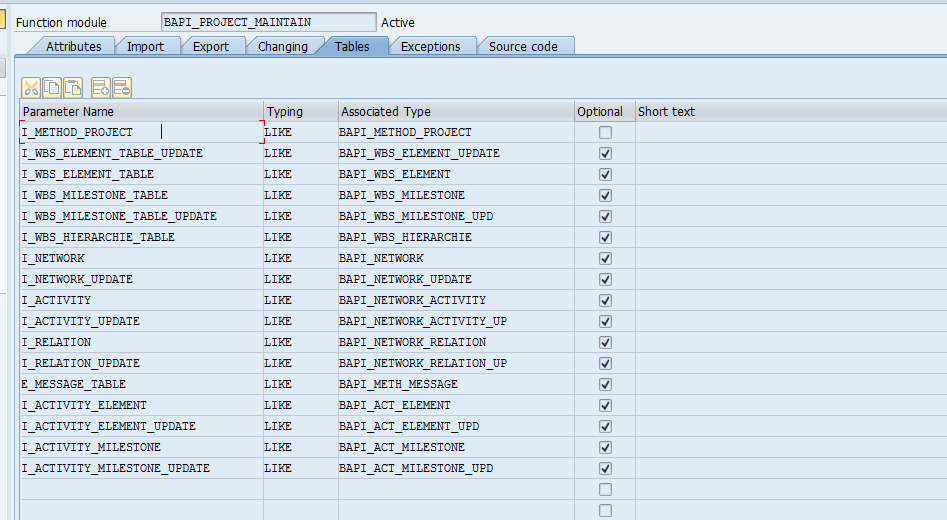 Function module BAPI_PROJECT_MAINTAIN Active
Attributes Import Export Changing Tables Exceptions Source code
Parameter Name Typing Associated Type Optional Short text
I_METHOD_PROJECT LIKE BAPI_METHOD_PROJECT
I_WBS_ELEMENT_TABLE_UPDATE LIKE BAPI_WBS_ELEMENT_UPDATE
I_WBS_ELEMENT_TABLE LIKE BAPI_WBS_ELEMENT
I_WBS_MILESTONE_TABLE LIKE BAPI_WBS_MILESTONE
I_WBS_MILESTONE_TABLE_UPDATE LIKE BAPI_WBS_MILESTONE_UPD
I_WBS_HIERARCHIE_TABLE LIKE BAPI_WBS_HIERARCHIE
I_NETWORK LIKE BAPI_NETWORK
I_NETWORK_UPDATE LIKE BAPI_NETWORK_UPDATE
I_ACTIVITY LIKE BAPI_NETWORK_ACTIVITY
I_ACTIVITY_UPDATE LIKE BAPI_NETWORK_ACTIVITY_UP
I_RELATION LIKE BAPI_NETWORK_RELATION
I_RELATION_UPDATE LIKE BAPI_NETWORK_RELATION_UP
E_MESSAGE_TABLE LIKE BAPI_METH_MESSAGE
I_ACTIVITY_ELEMENT LIKE BAPI_ACT_ELEMENT
I_ACTIVITY_ELEMENT_UPDATE LIKE BAPI_ACT_ELEMENT_UPD
I_ACTIVITY_MILESTONE LIKE BAPI_ACT_MILESTONE
I_ACTIVITY_MILESTONE_UPDATE LIKE BAPI_ACT_MILESTONE_UPD